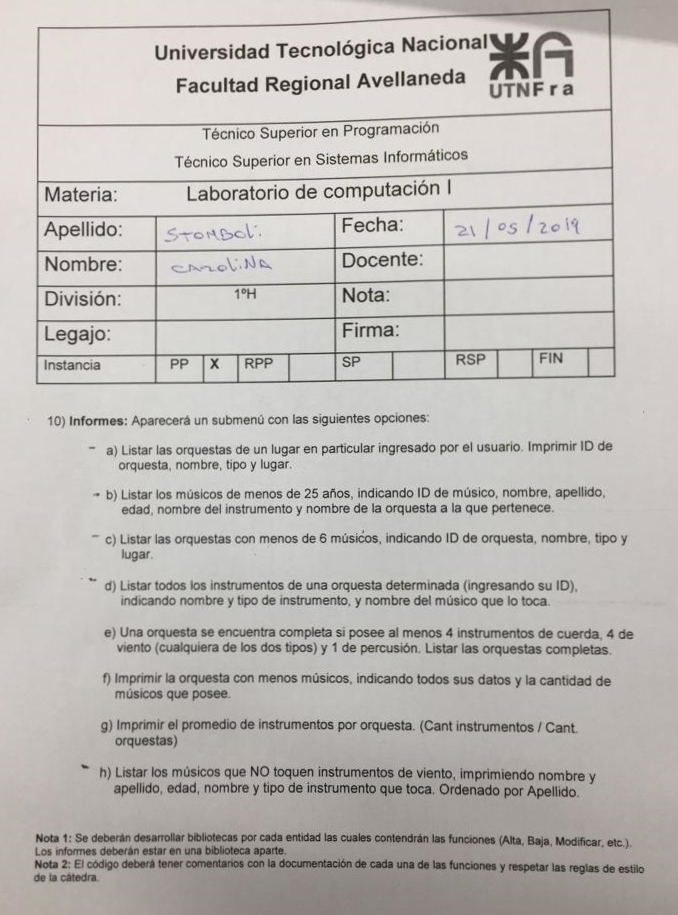 Universidad Tecnológica Nacional
Facultad Regional Avellaneda
UTNFra
Técnico Superior en Programación
Técnico Superior en Sistemas Informáticos
Materia: Laboratorio de computación I
Apellido: STOMBOLI Fecha: 21/05/2019
Nombre: CAROLINA Docente:
División: 1ºH Nota:
Legajo: Firma:
Instancia PP X RPP SP RSP FIN
10) Informes: Aparecerá un submenú con las siguientes opciones:
a) Listar las orquestas de un lugar en particular ingresado por el usuario. Imprimir ID de
orquesta, nombre, tipo y lugar.
b) Listar los músicos de menos de 25 años, indicando ID de músico, nombre, apellido,
edad, nombre del instrumento y nombre de la orquesta a la que pertenece.
c) Listar las orquestas con menos de 6 músicos, indicando ID de orquesta, nombre, tipo y
lugar.
d) Listar todos los instrumentos de una orquesta determinada (ingresando su ID),
indicando nombre y tipo de instrumento, y nombre del músico que lo toca.
e) Una orquesta se encuentra completa si posee al menos 4 instrumentos de cuerda, 4 de
viento (cualquiera de los dos tipos) y 1 de percusión. Listar las orquestas completas.
f) Imprimir la orquesta con menos músicos, indicando todos sus datos y la cantidad de
músicos que posee.
g) Imprimir el promedio de instrumentos por orquesta. (Cant instrumentos / Cant.
orquestas)
h) Listar los músicos que NO toquen instrumentos de viento, imprimiendo nombre y
apellido, edad, nombre y tipo de instrumento que toca. Ordenado por Apellido.
Nota 1: Se deberán desarrollar bibliotecas por cada entidad las cuales contendrán las funciones (Alta, Baja, Modificar, etc.).
Los informes deberán estar en una biblioteca aparte.
Nota 2: El código deberá tener comentarios con la documentación de cada una de las funciones y respetar las reglas de estilo
de la cátedra.